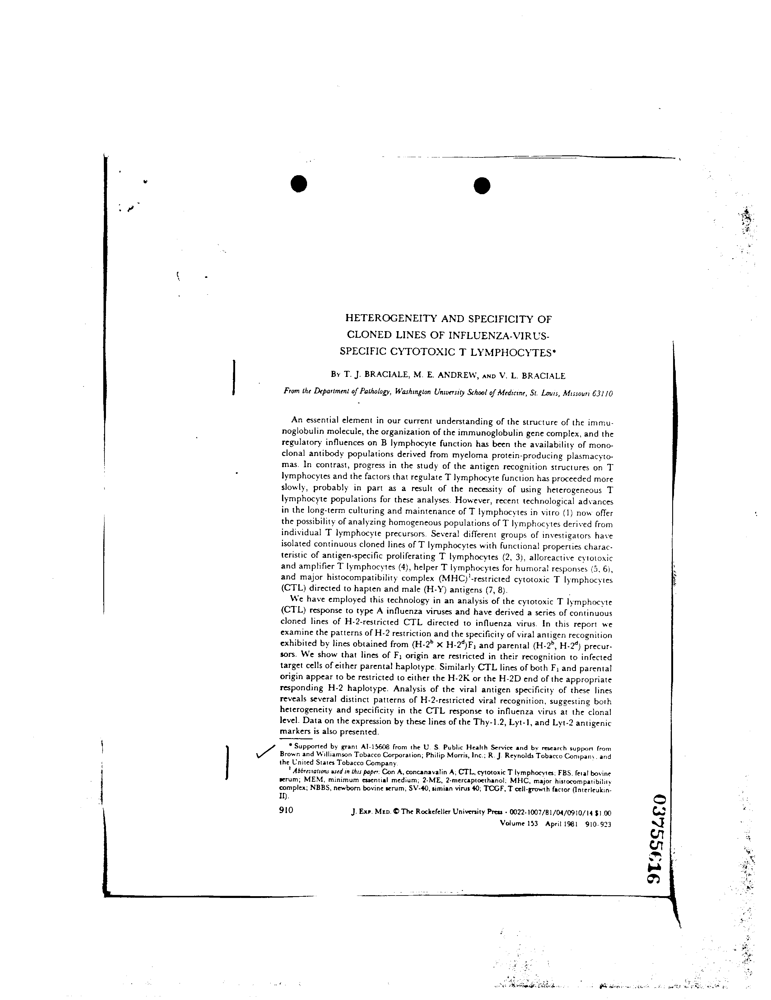 HETEROGENEITY AND SPECIFICITY OF
CLONED LINES OF INFLUENZA-VIRUS-
SPECIFIC CYTOTOXIC T LYMPHOCYTES*
By T. J. BRACIALE, M. E. ANDREW, AND V. L. BRACIALE
From the Department of Pathology, Washington University School of Medicine, St. Louis, Missouri 63110
An essential element in our current understanding of the structure of the immu-
noglobulin molecule, the organization of the immunoglobulin gene complex, and the
regulatory influences on B lymphocyte function has been the availability of mono-
clonal antibody populations derived from myeloma protein-producing plasmacyto-
mas. In contrast, progress in the study of the antigen recognition structures on T
lymphocytes and the factors that regulate T lymphocyte function has proceeded more
slowly, probably in part as a result of the necessity of using heterogeneous T
lymphocyte populations for these analyses. However, recent technological advances
in the long-term culturing and maintenance of T lymphocytes in vitro (1) now offer
the possibility of analyzing homogeneous populations of T lymphocytes derived from
individual T lymphocyte precursors. Several different groups of investigators have
isolated continuous cloned lines of T lymphocytes with functional properties charac-
teristic of antigen-specific proliferating T lymphocytes (2, 3), alloreactive cytotoxic
and amplifier T lymphocytes (4), helper T lymphocytes for humoral responses (5, 6),
and major histocompatibility complex (MHC)¹-restricted cytotoxic T lymphocytes
(CTL) directed to hapten and male (H-Y) antigens (7, 8).
We have employed this technology in an analysis of the cytotoxic T lymphocyte
(CTL) response to type A influenza viruses and have derived a series of continuous
cloned lines of H-2-restricted CTL directed to influenza virus. In this report we
examine the patterns of H-2 restriction and the specificity of viral antigen recognition
exhibited by lines obtained from (H-2ᵇ × H-2ᵈ)F₁ and parental (H-2ᵇ, H-2ᵈ) precur-
sors. We show that lines of F₁ origin are restricted in their recognition to infected
target cells of either parental haplotype. Similarly CTL lines of both F₁ and parental
origin appear to be restricted to either the H-2K or the H-2D end of the appropriate
responding H-2 haplotype. Analysis of the viral antigen specificity of these lines
reveals several distinct patterns of H-2-restricted viral recognition, suggesting both
heterogeneity and specificity in the CTL response to influenza virus at the clonal
level. Data on the expression by these lines of the Thy-1.2, Lyt-1, and Lyt-2 antigenic
markers is also presented.
* Supported by grant AI-15608 from the U. S. Public Health Service and by research support from
Brown and Williamson Tobacco Corporation; Philip Morris, Inc.; R. J. Reynolds Tobacco Company; and
the United States Tobacco Company.
¹ Abbreviations used in this paper: Con A, concanavalin A; CTL, cytotoxic T lymphocytes; FBS, fetal bovine
serum; MEM, minimum essential medium; 2-ME, 2-mercaptoethanol; MHC, major histocompatibility
complex; NBBS, newborn bovine serum; SV-40, simian virus 40; TCGF, T cell-growth factor (Interleukin-
II).
910 J. EXP. MED. © The Rockefeller University Press · 0022-1007/81/04/0910/14 $1.00
Volume 153 April 1981 910-923
03755616